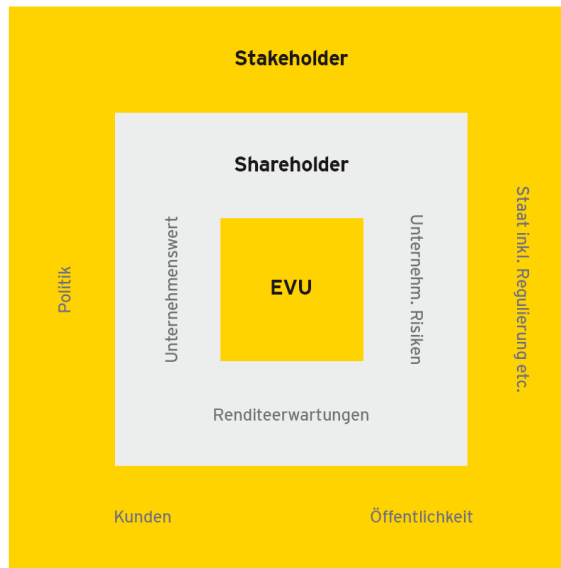 Stakeholder
Shareholder
Politik
Unternehmenswert
EVU
Unternehm. Risiken
Staat inkl. Regulierung etc.
Renditeerwartungen
Kunden
Öffentlichkeit